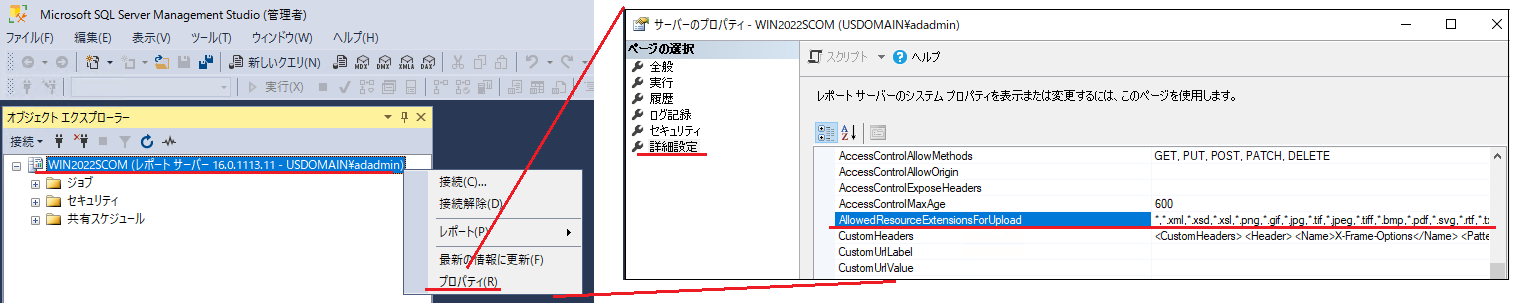 Microsoft SQL Server Management Studio (管理者)
ファイル(F) 編集(E) 表示(V) ツール(T) ウィンドウ(W) ヘルプ(H)
新しいクエリ(N) MDX DMX XMLA DAX
実行(X)
オブジェクト エクスプローラー
接続
WIN2022SCOM (レポート サーバー 16.0.1113.11 - USDOMAIN¥adadmin)
ジョブ
セキュリティ
共有スケジュール
接続(C)...
接続解除(D)
レポート(P)
最新の情報に更新(F)
プロパティ(R)
サーバーのプロパティ - WIN2022SCOM (USDOMAIN¥adadmin)
ページの選択
全般
実行
履歴
ログ記録
セキュリティ
詳細設定
スクリプト ヘルプ
レポート サーバーのシステム プロパティを表示または変更するには、このページを使用します。
AccessControlAllowMethods GET, PUT, POST, PATCH, DELETE
AccessControlAllowOrigin
AccessControlExposeHeaders
AccessControlMaxAge 600
AllowedResourceExtensionsForUpload *,*.xml,*.xsd,*.xsl,*.png,*.gif,*.jpg,*.tif,*.jpeg,*.tiff,*.bmp,*.pdf,*.svg,*.rtf,*.t
CustomHeaders <CustomHeaders> <Header> <Name>X-Frame-Options</Name> <Patte
CustomUrlLabel
CustomUrlValue